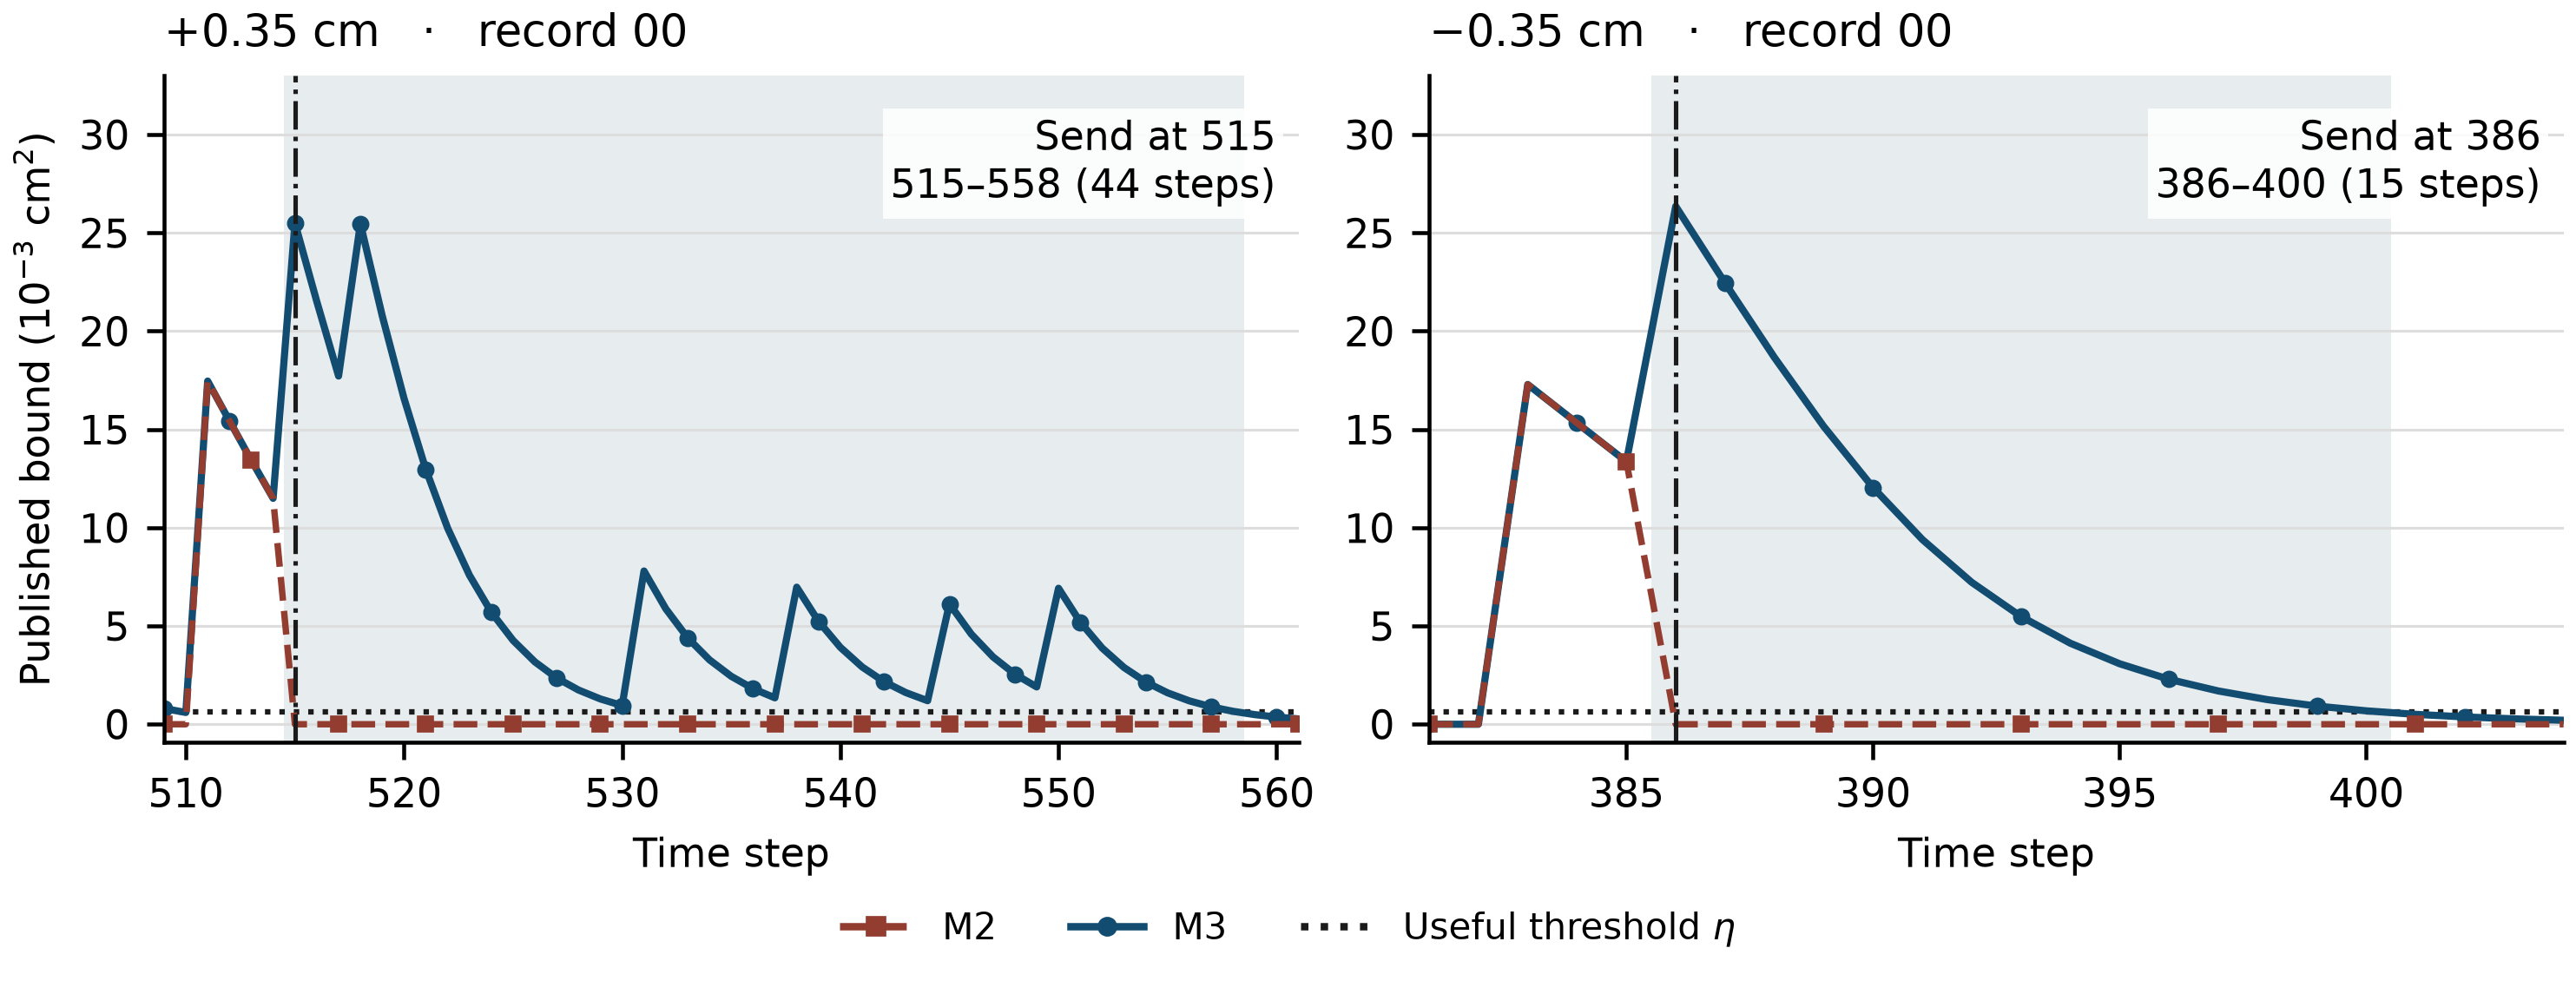 +0.35 cm · record 00
Published bound (10⁻³ cm²)
30
25
20
15
10
5
0
Send at 515
515–558 (44 steps)
510 520 530 540 550 560
Time step
−0.35 cm · record 00
30
25
20
15
10
5
0
Send at 386
386–400 (15 steps)
385 390 395 400
Time step
M2 M3 Useful threshold η